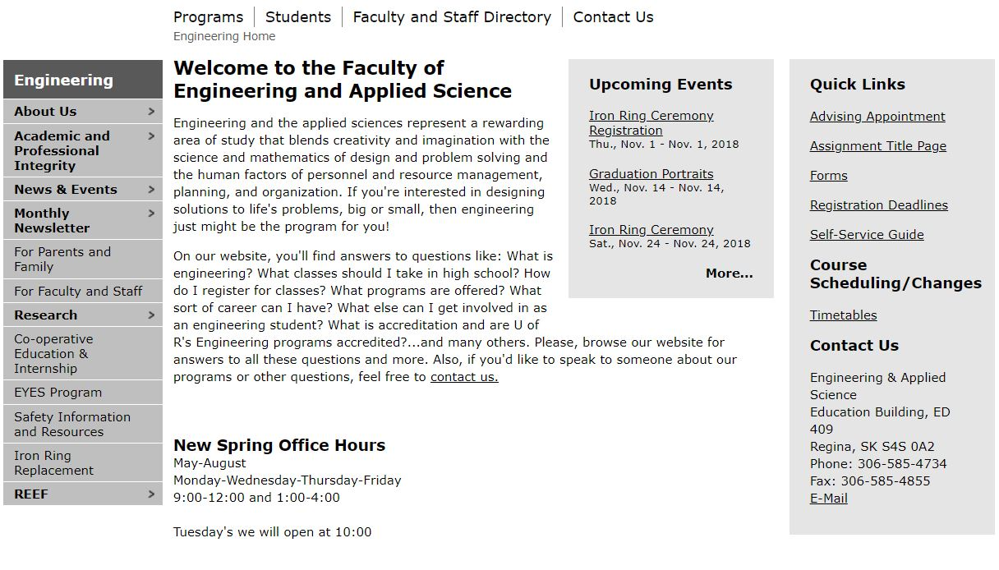 Programs
Students
Faculty and Staff Directory
Contact Us
Engineering Home
Engineering
About Us
Academic and
Professional
Integrity
News & Events
Monthly
Newsletter
For Parents and
Family
For Faculty and Staff
Research
Co-operative
Education &
Internship
EYES Program
Safety Information
and Resources
Iron Ring
Replacement
REEF
Welcome to the Faculty of
Engineering and Applied Science
Engineering and the applied sciences represent a rewarding
area of study that blends creativity and imagination with the
science and mathematics of design and problem solving and
the human factors of personnel and resource management,
planning, and organization. If you're interested in designing
solutions to life's problems, big or small, then engineering
just might be the program for you!
On our website, you'll find answers to questions like: What is
engineering? What classes should I take in high school? How
do I register for classes? What programs are offered? What
sort of career can I have? What else can I get involved in as
an engineering student? What is accreditation and are U of
R's Engineering programs accredited?...and many others. Please, browse our website for
answers to all these questions and more. Also, if you'd like to speak to someone about our
programs or other questions, feel free to contact us.
New Spring Office Hours
May-August
Monday-Wednesday-Thursday-Friday
9:00-12:00 and 1:00-4:00
Tuesday's we will open at 10:00
Upcoming Events
Iron Ring Ceremony
Registration
Thu., Nov. 1 - Nov. 1, 2018
Graduation Portraits
Wed., Nov. 14 - Nov. 14,
2018
Iron Ring Ceremony
Sat., Nov. 24 - Nov. 24, 2018
More...
Quick Links
Advising Appointment
Assignment Title Page
Forms
Registration Deadlines
Self-Service Guide
Course
Scheduling/Changes
Timetables
Contact Us
Engineering & Applied
Science
Education Building, ED
409
Regina, SK S4S 0A2
Phone: 306-585-4734
Fax: 306-585-4855
E-Mail